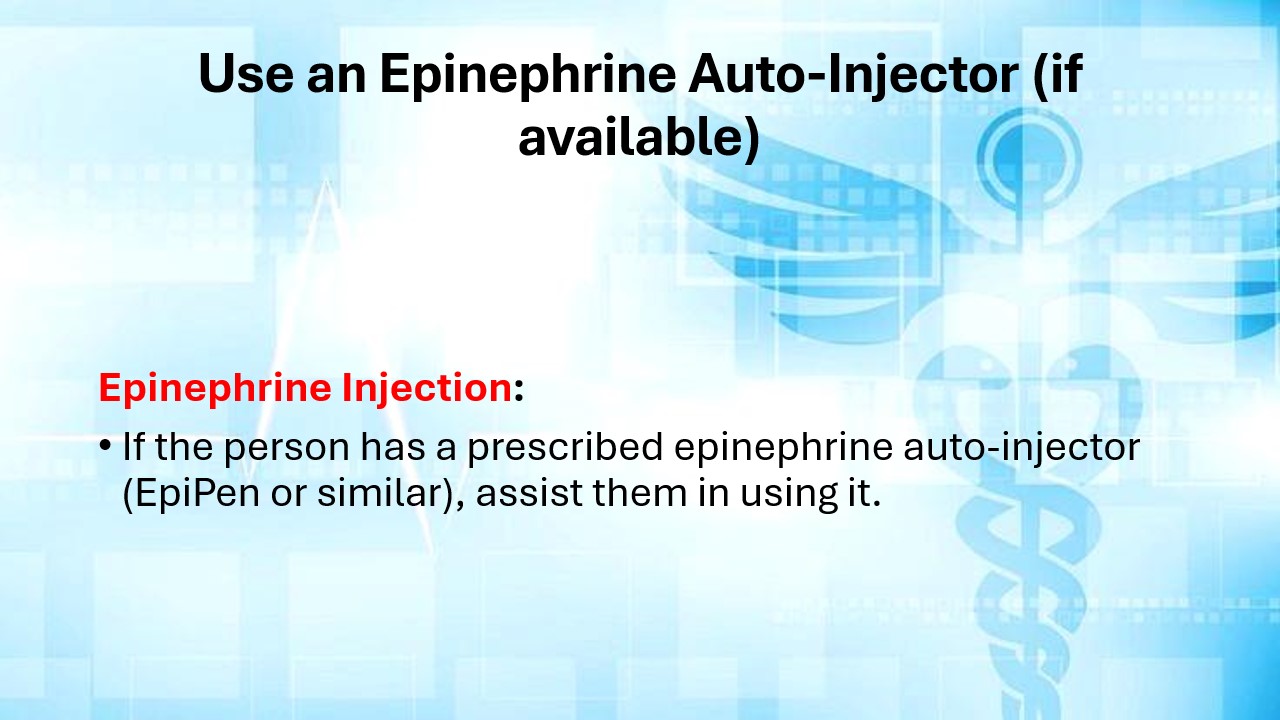 Use an Epinephrine Auto-Injector (if
available)
Epinephrine Injection:
• If the person has a prescribed epinephrine auto-injector
(EpiPen or similar), assist them in using it.